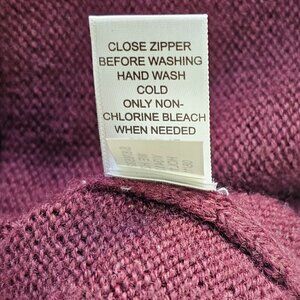 CLOSE ZIPPER
BEFORE WASHING
HAND WASH
COLD
ONLY NON-
CHLORINE BLEACH
WHEN NEEDED